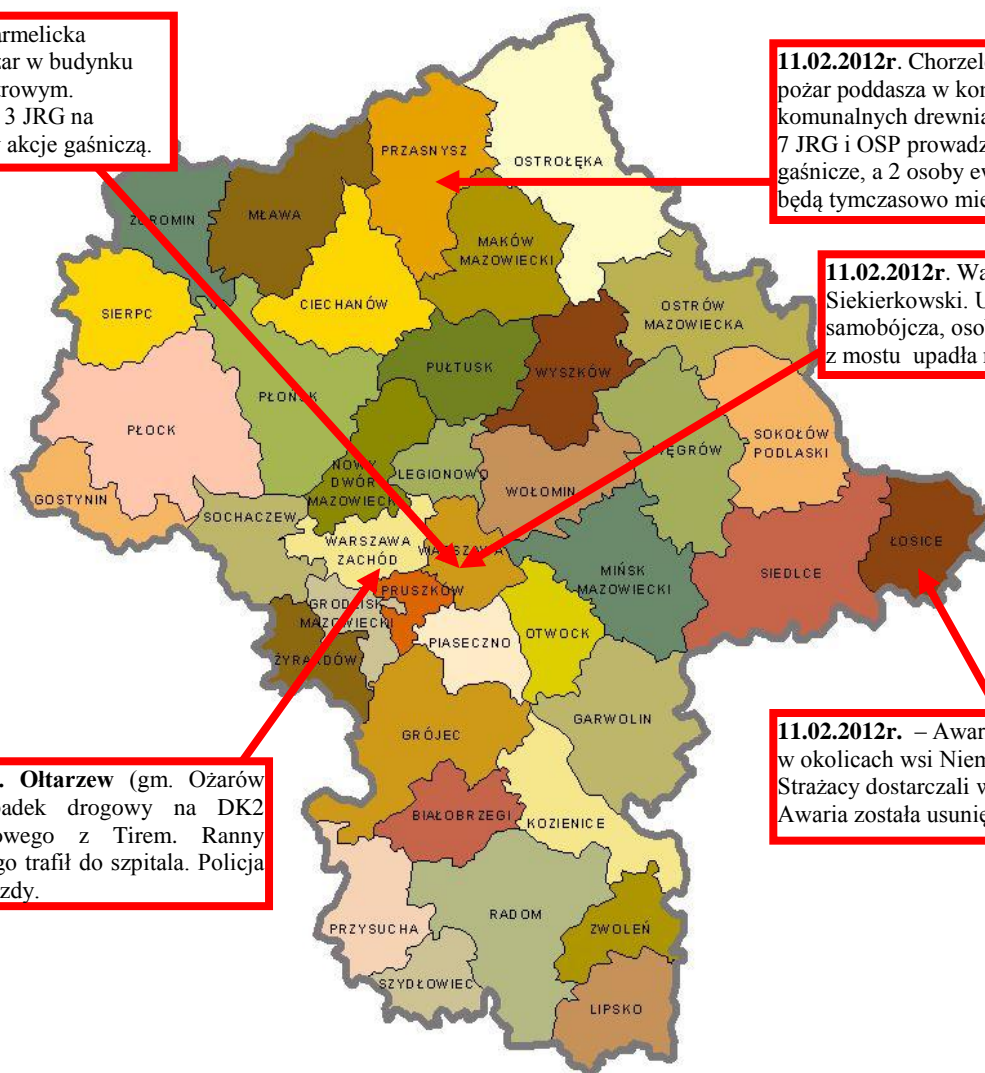 armelicka
ar w budynku
trowym.
3 JRG na
akcje gaśniczą.
11.02.2012r. Chorzel
pożar poddasza w kor
komunalnych drewnia
7 JRG i OSP prowadz
gaśnicze, a 2 osoby ev
będą tymczasowo mie
11.02.2012r. Wa
Siekierkowski. U
samobójcza, oso
z mostu upadła
PRZASNYSZ
OSTROŁĘKA
ŻUROMIN
MŁAWA
MAKÓW
MAZOWIECKI
CIECHANÓW
SIERPC
OSTRÓW
MAZOWIECKA
PUŁTUSK
WYSZKÓW
PŁOŃSK
PŁOCK
SOKOŁÓW
PODLASKI
WĘGRÓW
NOWY
DWÓR
MAZOWIECKI
LEGIONOWO
WOŁOMIN
GOSTYNIN
SOCHACZEW
WARSZAWA
ZACHÓD
WARSZAWA
ŁOSICE
SIEDLCE
MIŃSK
MAZOWIECKI
PRUSZKÓW
GRODZISK
MAZOWIECKI
PIASECZNO
OTWOCK
ŻYRARDÓW
GARWOLIN
GRÓJEC
11.02.2012r. – Awar
w okolicach wsi Niem
Strażacy dostarczali w
Awaria została usunię
. Ołtarzew (gm. Ożarów
padek drogowy na DK2
owego z Tirem. Ranny
go trafił do szpitala. Policja
zdy.
BIAŁOBRZEGI
KOZIENICE
RADOM
PRZYSUCHA
ZWOLEŃ
SZYDŁOWIEC
LIPSKO